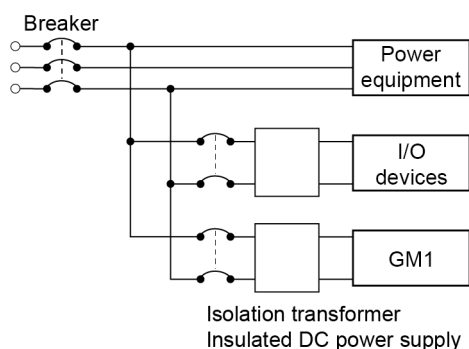 Breaker
Power
equipment
I/O
devices
GM1
Isolation transformer
Insulated DC power supply